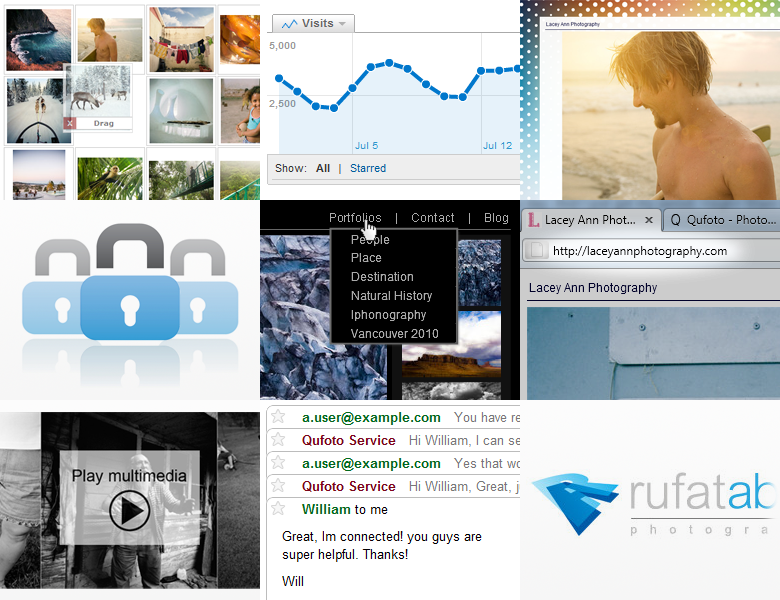 X Drag
Visits
5,000
2,500
Jul 5
Jul 12
Show: All | Starred
Lacey Ann Photography
Portfolios | Contact | Blog
People
Place
Destination
Natural History
Iphonography
Vancouver 2010
L Lacey Ann Phot... × Q Qufoto - Photo...
http://laceyannphotography.com
Lacey Ann Photography
Play multimedia
a.user@example.com You have re
Qufoto Service Hi William, I can se
a.user@example.com Yes that wo
Qufoto Service Hi William, Great, j
William to me
Great, Im connected! you guys are
super helpful. Thanks!
Will
rufatab
photogra